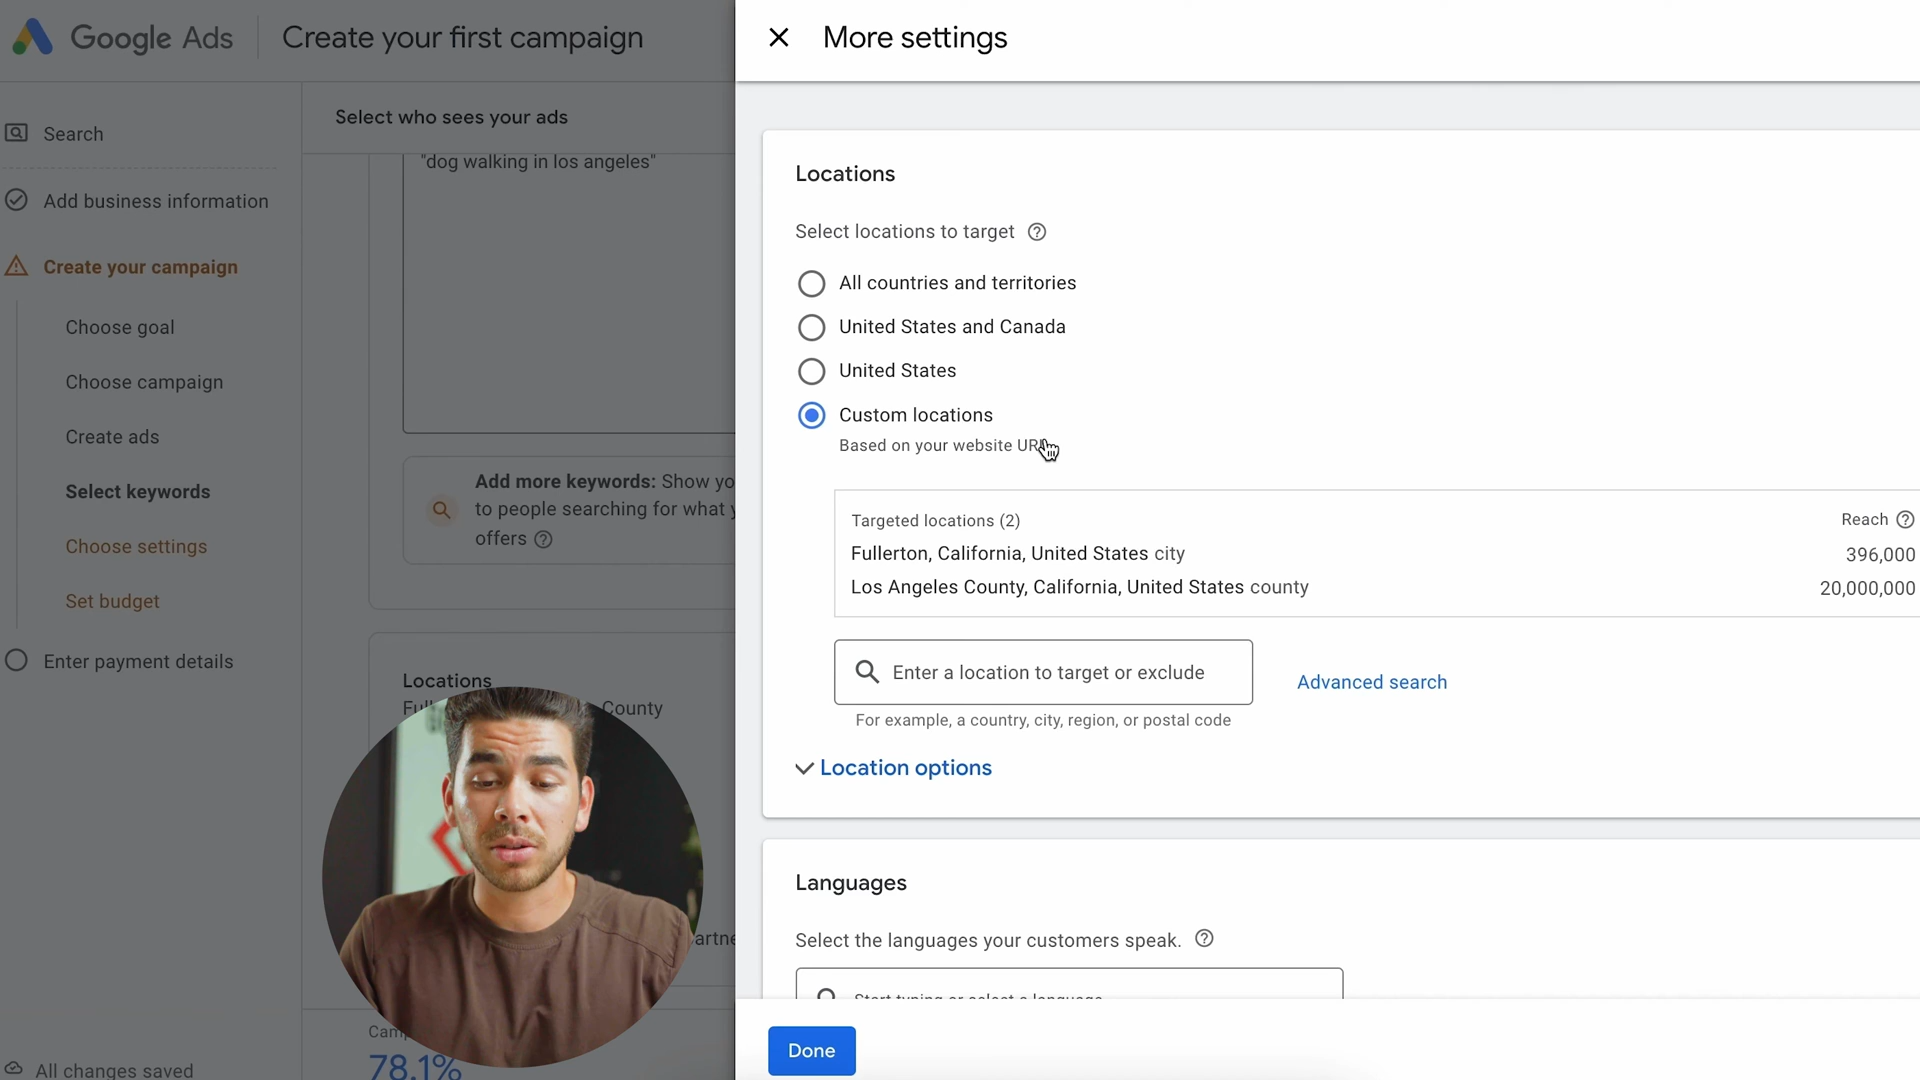 Google Ads
Create your first campaign
More settings
Search
Add business information
Create your campaign
Choose goal
Choose campaign
Create ads
Select keywords
Choose settings
Set budget
Enter payment details
All changes saved
Select who sees your ads
"dog walking in los angeles"
Add more keywords: Show yo
to people searching for what y
offers
Locations
County
78.1%
Locations
Select locations to target
All countries and territories
United States and Canada
United States
Custom locations
Based on your website
Targeted locations (2)
Reach
Fullerton, California, United States city
396,000
Los Angeles County, California, United States county
20,000,000
Enter a location to target or exclude
Advanced search
For example, a country, city, region, or postal code
Location options
Languages
Select the languages your customers speak.
Start typing or select a language
Done